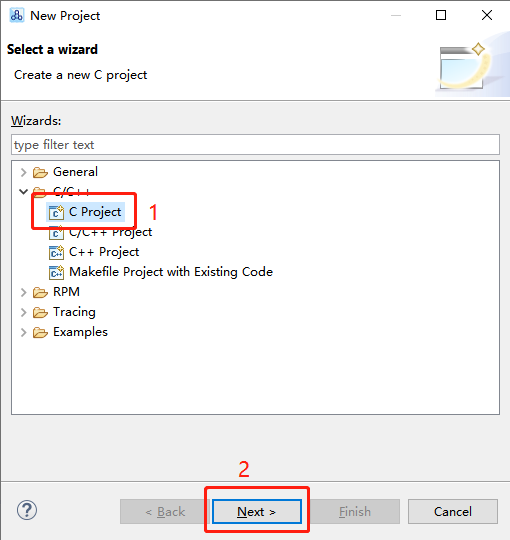 New Project
Select a wizard
Create a new C project
Wizards:
type filter text
General
C/C++
C Project
1
C/C++ Project
C++ Project
Makefile Project with Existing Code
RPM
Tracing
Examples
2
?
< Back
Next >
Finish
Cancel